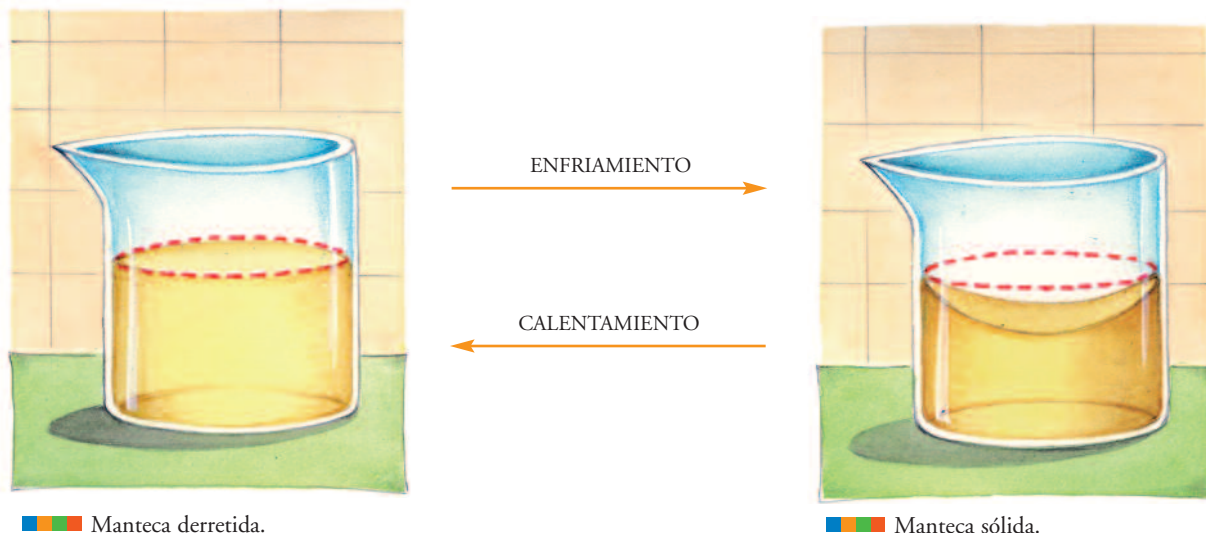 ENFRIAMIENTO
CALENTAMIENTO
Manteca derretida.
Manteca sólida.